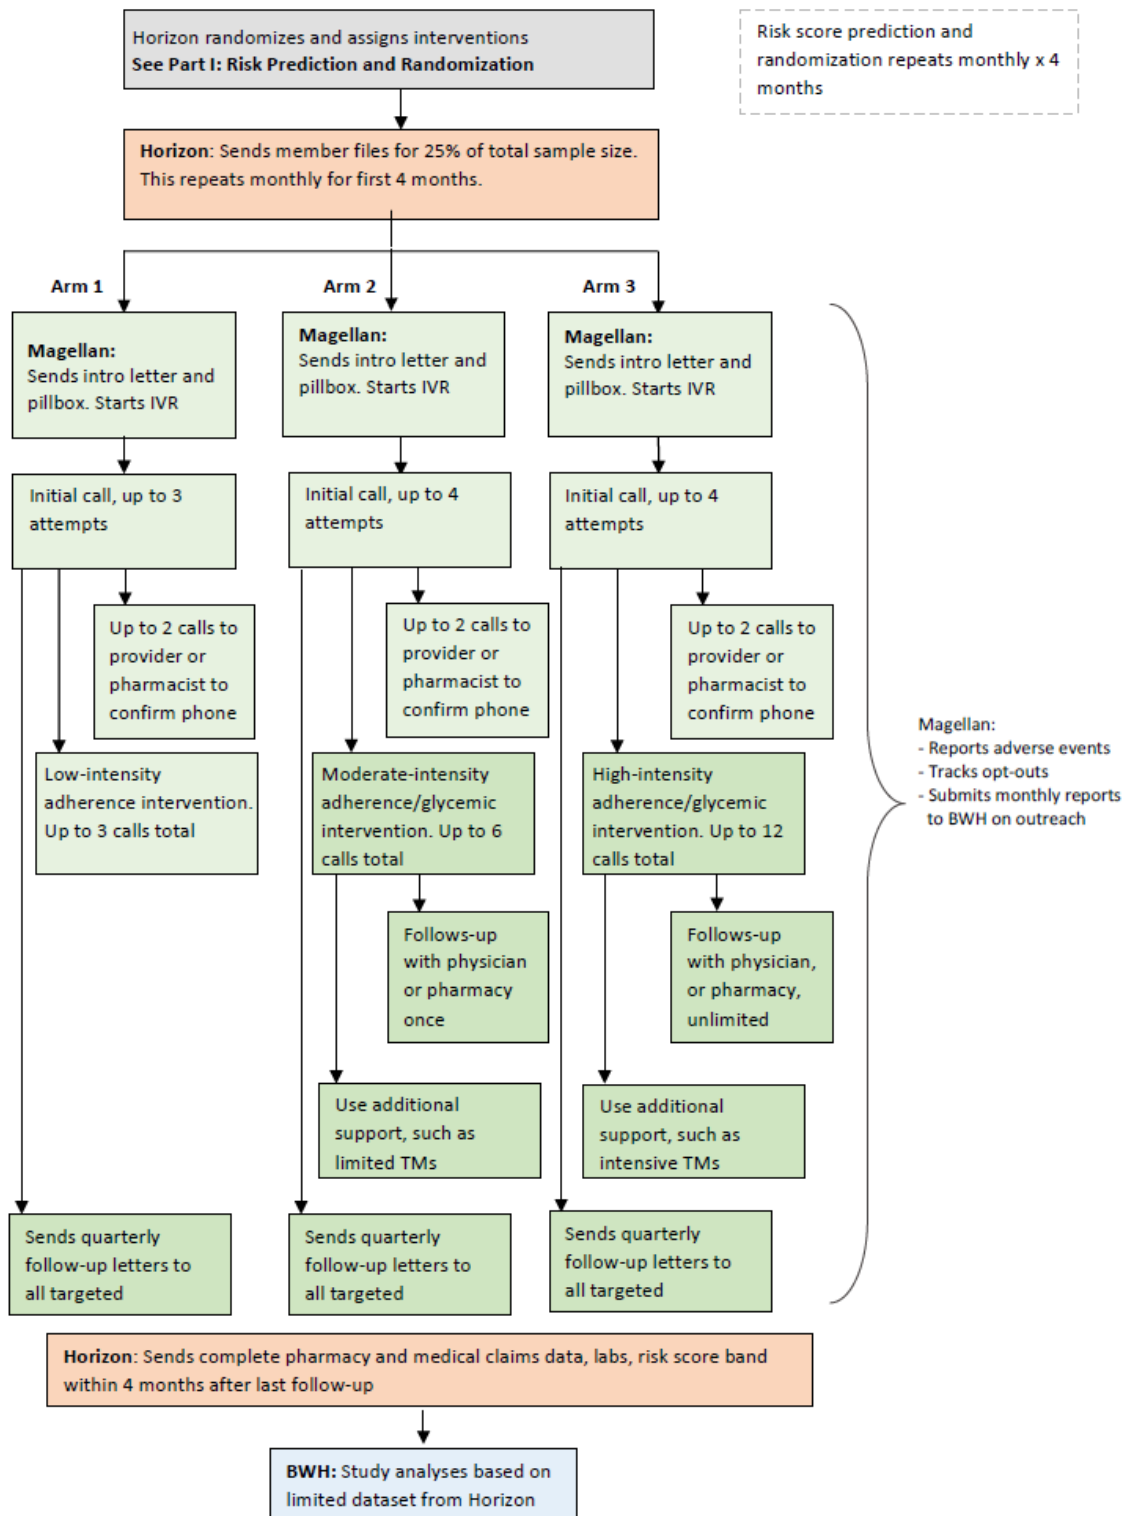 Horizon randomizes and assigns interventions
See Part I: Risk Prediction and Randomization
Risk score prediction and
randomization repeats monthly x 4
months
Horizon: Sends member files for 25% of total sample size.
This repeats monthly for first 4 months.
Arm 1
Arm 2
Arm 3
Magellan:
Sends intro letter and
pillbox. Starts IVR
Magellan:
Sends intro letter and
pillbox. Starts IVR
Magellan:
Sends intro letter and
pillbox. Starts IVR
Initial call, up to 3
attempts
Initial call, up to 4
attempts
Initial call, up to 4
attempts
Up to 2 calls to
provider or
pharmacist to
confirm phone
Up to 2 calls to
provider or
pharmacist to
confirm phone
Up to 2 calls to
provider or
pharmacist to
confirm phone
Low-intensity
adherence intervention.
Up to 3 calls total
Moderate-intensity
adherence/glycemic
intervention. Up to 6
calls total
High-intensity
adherence/glycemic
intervention. Up to 12
calls total
Magellan:
- Reports adverse events
- Tracks opt-outs
- Submits monthly reports
to BWH on outreach
Follows-up
with physician
or pharmacy
once
Follows-up
with physician,
or pharmacy,
unlimited
Use additional
support, such as
limited TMs
Use additional
support, such as
intensive TMs
Sends quarterly
follow-up letters to
all targeted
Sends quarterly
follow-up letters to
all targeted
Sends quarterly
follow-up letters to
all targeted
Horizon: Sends complete pharmacy and medical claims data, labs, risk score band
within 4 months after last follow-up
BWH: Study analyses based on
limited dataset from Horizon